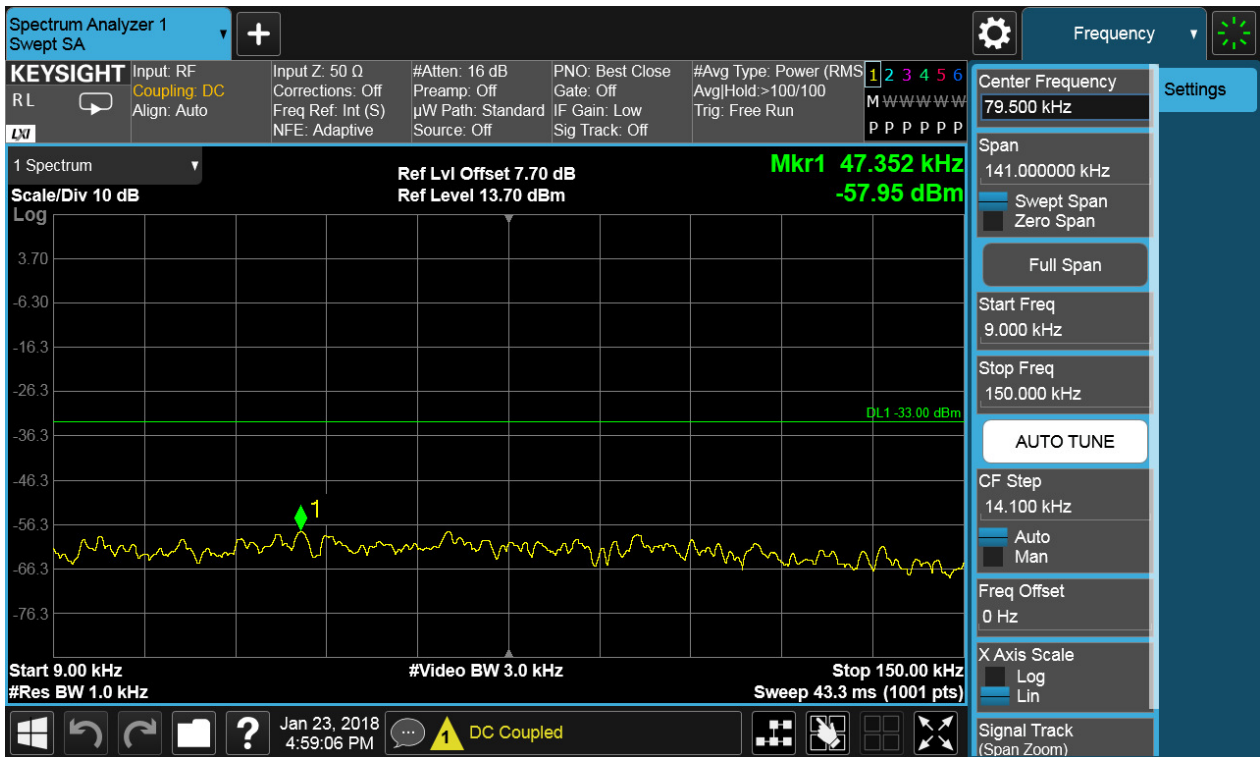 Spectrum Analyzer 1
Swept SA
+
Frequency
KEYSIGHT
RL
LXI
Input: RF
Coupling: DC
Align: Auto
Input Z: 50 Ω
Corrections: Off
Freq Ref: Int (S)
NFE: Adaptive
#Atten: 16 dB
Preamp: Off
µW Path: Standard
Source: Off
PNO: Best Close
Gate: Off
IF Gain: Low
Sig Track: Off
#Avg Type: Power (RMS
Avg|Hold:>100/100
Trig: Free Run
1 2 3 4 5 6
M W W W W W
P P P P P P
1 Spectrum
Scale/Div 10 dB
Log
Ref Lvl Offset 7.70 dB
Ref Level 13.70 dBm
Mkr1 47.352 kHz
-57.95 dBm
3.70
-6.30
-16.3
-26.3
DL1 -33.00 dBm
-36.3
-46.3
1
-56.3
-66.3
-76.3
Start 9.00 kHz
#Res BW 1.0 kHz
#Video BW 3.0 kHz
Stop 150.00 kHz
Sweep 43.3 ms (1001 pts)
Center Frequency
79.500 kHz
Span
141.000000 kHz
Swept Span
Zero Span
Full Span
Start Freq
9.000 kHz
Stop Freq
150.000 kHz
AUTO TUNE
CF Step
14.100 kHz
Auto
Man
Freq Offset
0 Hz
X Axis Scale
Log
Lin
Signal Track
(Span Zoom)
Settings
?
Jan 23, 2018
4:59:06 PM
1
DC Coupled